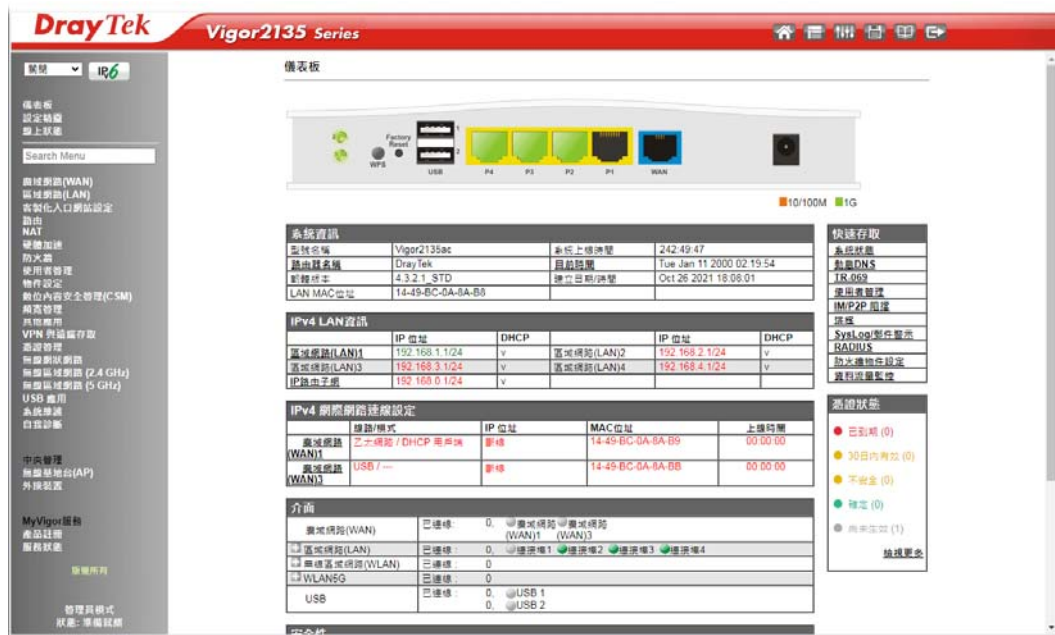 DrayTek
Vigor2135 Series
關閉
IPv6
儀表板
設定精靈
線上狀態
Search Menu
廣域網路(WAN)
區域網路(LAN)
客製化入口網站設定
路由
NAT
硬體加速
防火牆
使用者管理
物件設定
數位內容安全管理(CSM)
頻寬管理
其他應用
VPN 與遠端存取
憑證管理
無線網狀網路
無線區域網路 (2.4 GHz)
無線區域網路 (5 GHz)
USB 應用
系統維護
自我診斷
中央管理
無線基地台(AP)
外接裝置
MyVigor服務
產品註冊
服務狀態
版權所有
管理員模式
狀態: 準備就緒
儀表板
Factory Reset
WPS
1
2
USB
P4 P3 P2 P1 WAN
10/100M 1G
系統資訊
型號名稱 Vigor2135ac 系統上線時間 242:49:47
路由器名稱 DrayTek 目前時間 Tue Jan 11 2000 02:19:54
韌體版本 4.3.2.1_STD 建立日期/時間 Oct 26 2021 18:06:01
LAN MAC位址 14-49-BC-0A-8A-B8
IPv4 LAN資訊
IP 位址 DHCP IP 位址 DHCP
區域網路(LAN)1 192.168.1.1/24 v 區域網路(LAN)2 192.168.2.1/24 v
區域網路(LAN)3 192.168.3.1/24 v 區域網路(LAN)4 192.168.4.1/24 v
IP路由子網 192.168.0.1/24 v
IPv4 網際網路連線設定
線路/模式 IP 位址 MAC位址 上線時間
廣域網路(WAN)1 乙太網路 / DHCP 用戶端 斷線 14-49-BC-0A-8A-B9 00:00:00
廣域網路(WAN)3 USB / --- 斷線 14-49-BC-0A-8A-BB 00:00:00
介面
廣域網路(WAN) 已連線: 0, 廣域網路(WAN)1 廣域網路(WAN)3
區域網路(LAN) 已連線: 0, 連接埠1 連接埠2 連接埠3 連接埠4
無線區域網路(WLAN) 已連線: 0
WLAN5G 已連線: 0
USB 已連線: 0, USB 1
0, USB 2
安全性
快速存取
系統狀態
動態DNS
TR-069
使用者管理
IM/P2P 阻擋
排程
SysLog/郵件警示
RADIUS
防火牆物件設定
資料流量監控
憑證狀態
已到期 (0)
30日內有效 (0)
不安全 (0)
確定 (0)
尚未生效 (1)
檢視更多